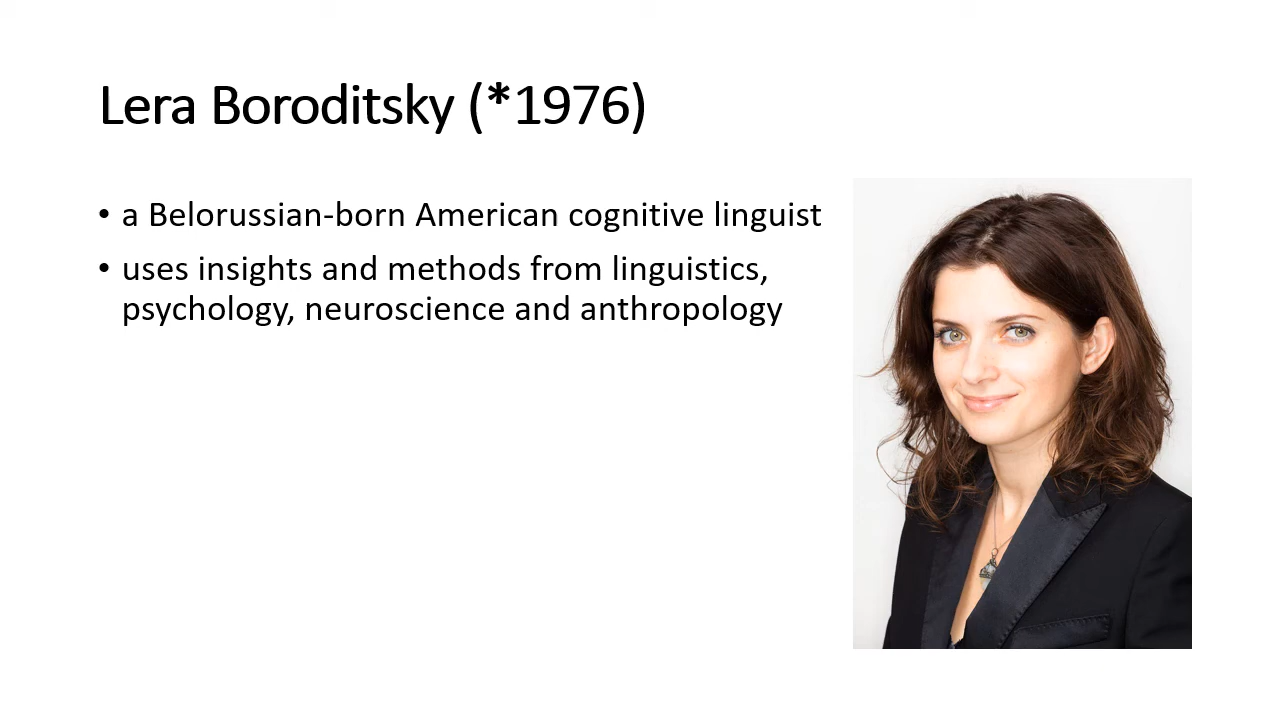 Lera Boroditsky (*1976)
• a Belorussian-born American cognitive linguist
• uses insights and methods from linguistics,
psychology, neuroscience and anthropology